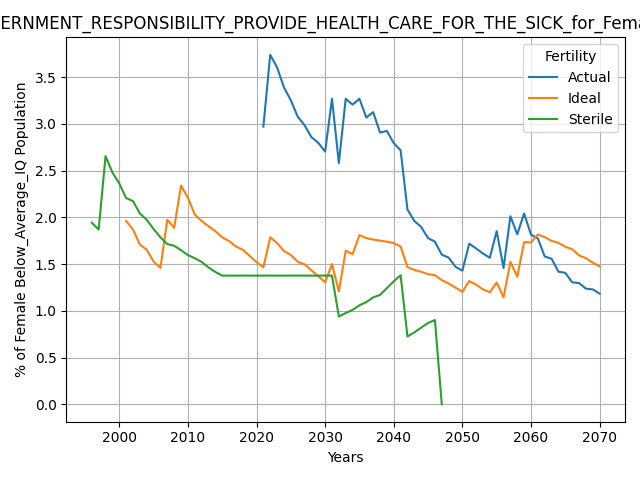 ERNMENT_RESPONSIBILITY_PROVIDE_HEALTH_CARE_FOR_THE_SICK_for_Fema
Fertility
Actual
Ideal
Sterile
% of Female Below_Average_IQ Population
3.5
3.0
2.5
2.0
1.5
1.0
0.5
0.0
2000 2010 2020 2030 2040 2050 2060 2070
Years